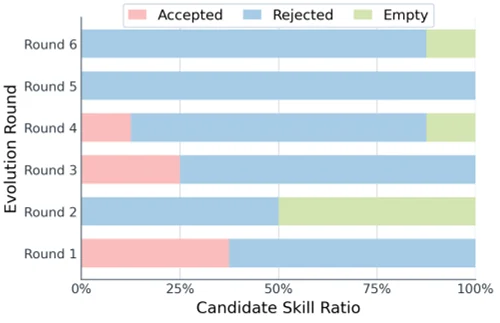 Accepted Rejected Empty
Evolution Round
Round 6
Round 5
Round 4
Round 3
Round 2
Round 1
0% 25% 50% 75% 100%
Candidate Skill Ratio